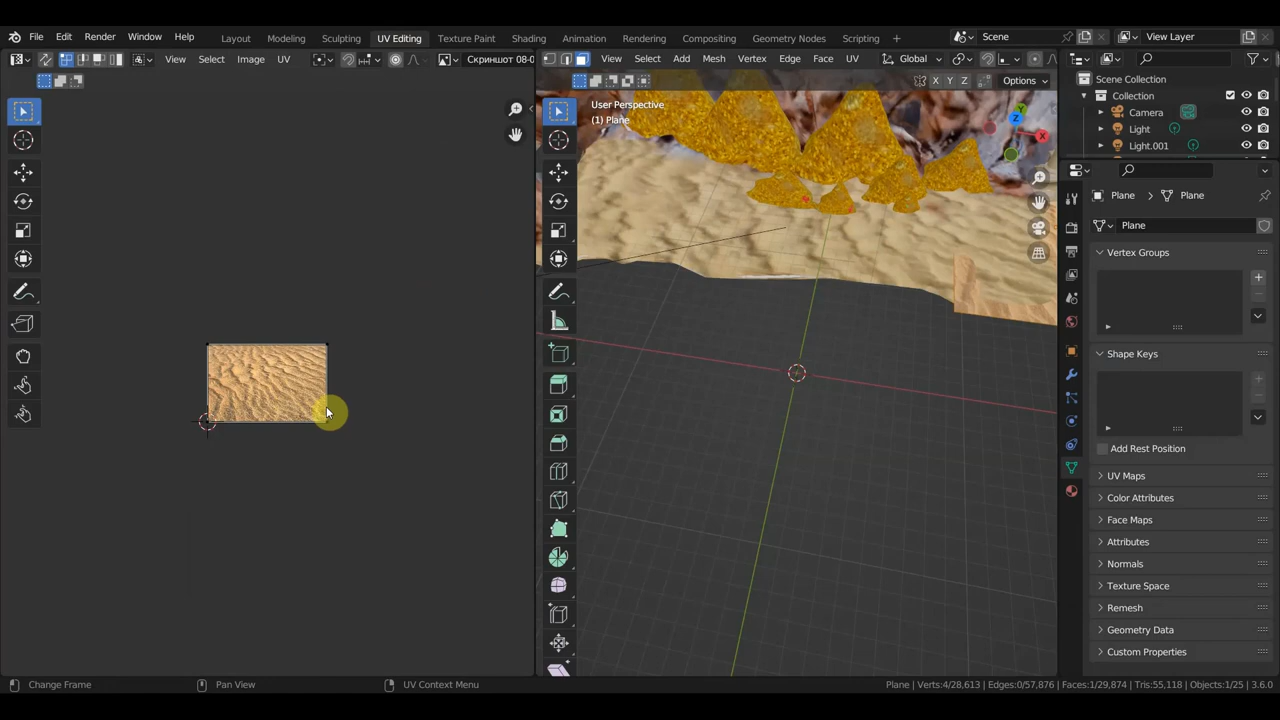 File Edit Render Window Help Layout Modeling Sculpting UV Editing Texture Paint Shading Animation Rendering Compositing Geometry Nodes Scripting Scene View Layer
View Select Image UV Скриншот 08-0 View Select Add Mesh Vertex Edge Face UV Global
X Y Z Options
Scene Collection
Collection
Camera
Light
Light.001
User Perspective
(1) Plane
Y
Z
X
Plane Plane
Plane
Vertex Groups
Shape Keys
Add Rest Position
UV Maps
Color Attributes
Face Maps
Attributes
Normals
Texture Space
Remesh
Geometry Data
Custom Properties
Change Frame Pan View UV Context Menu Plane | Verts:4/28,613 | Edges:0/57,876 | Faces:1/29,874 | Tris:55,118 | Objects:1/25 | 3.6.0